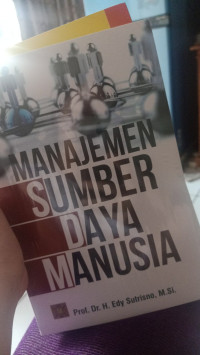 MANAJEMEN
SUMBER
DAYA
MANUSIA
Prof. Dr. H. Edy Sutrisno, M.Si.